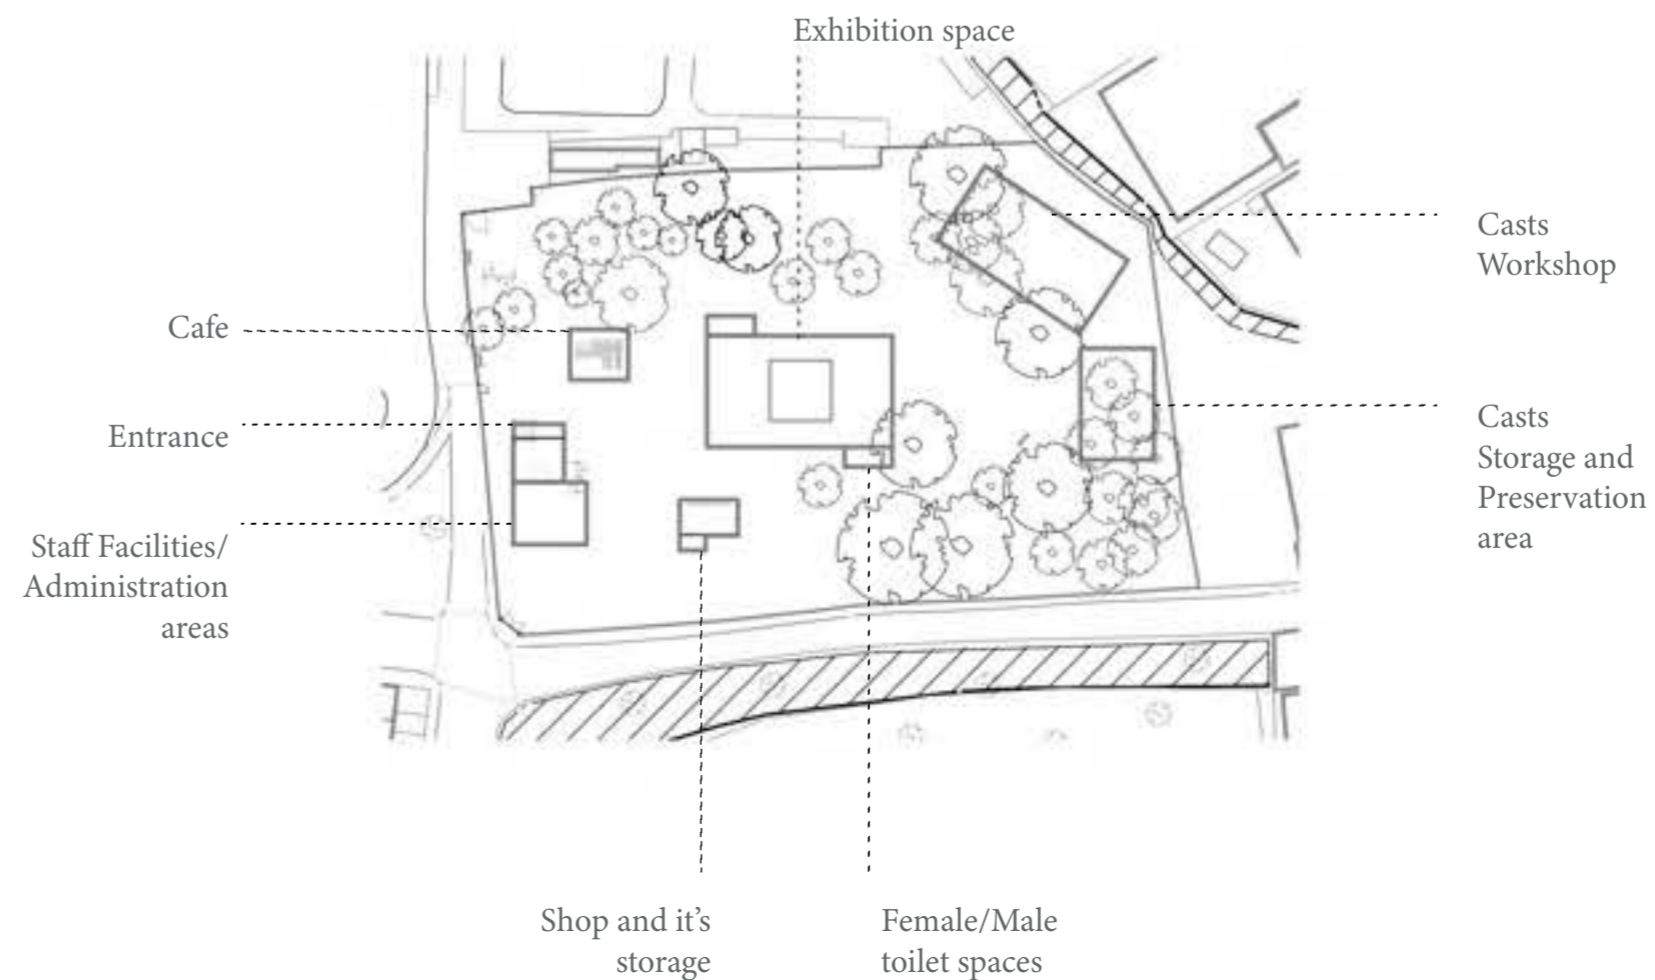 Exhibition space
Casts
Workshop
Cafe
Entrance
Casts
Storage and
Preservation
area
Staff Facilities/
Administration
areas
Shop and it's
storage
Female/Male
toilet spaces